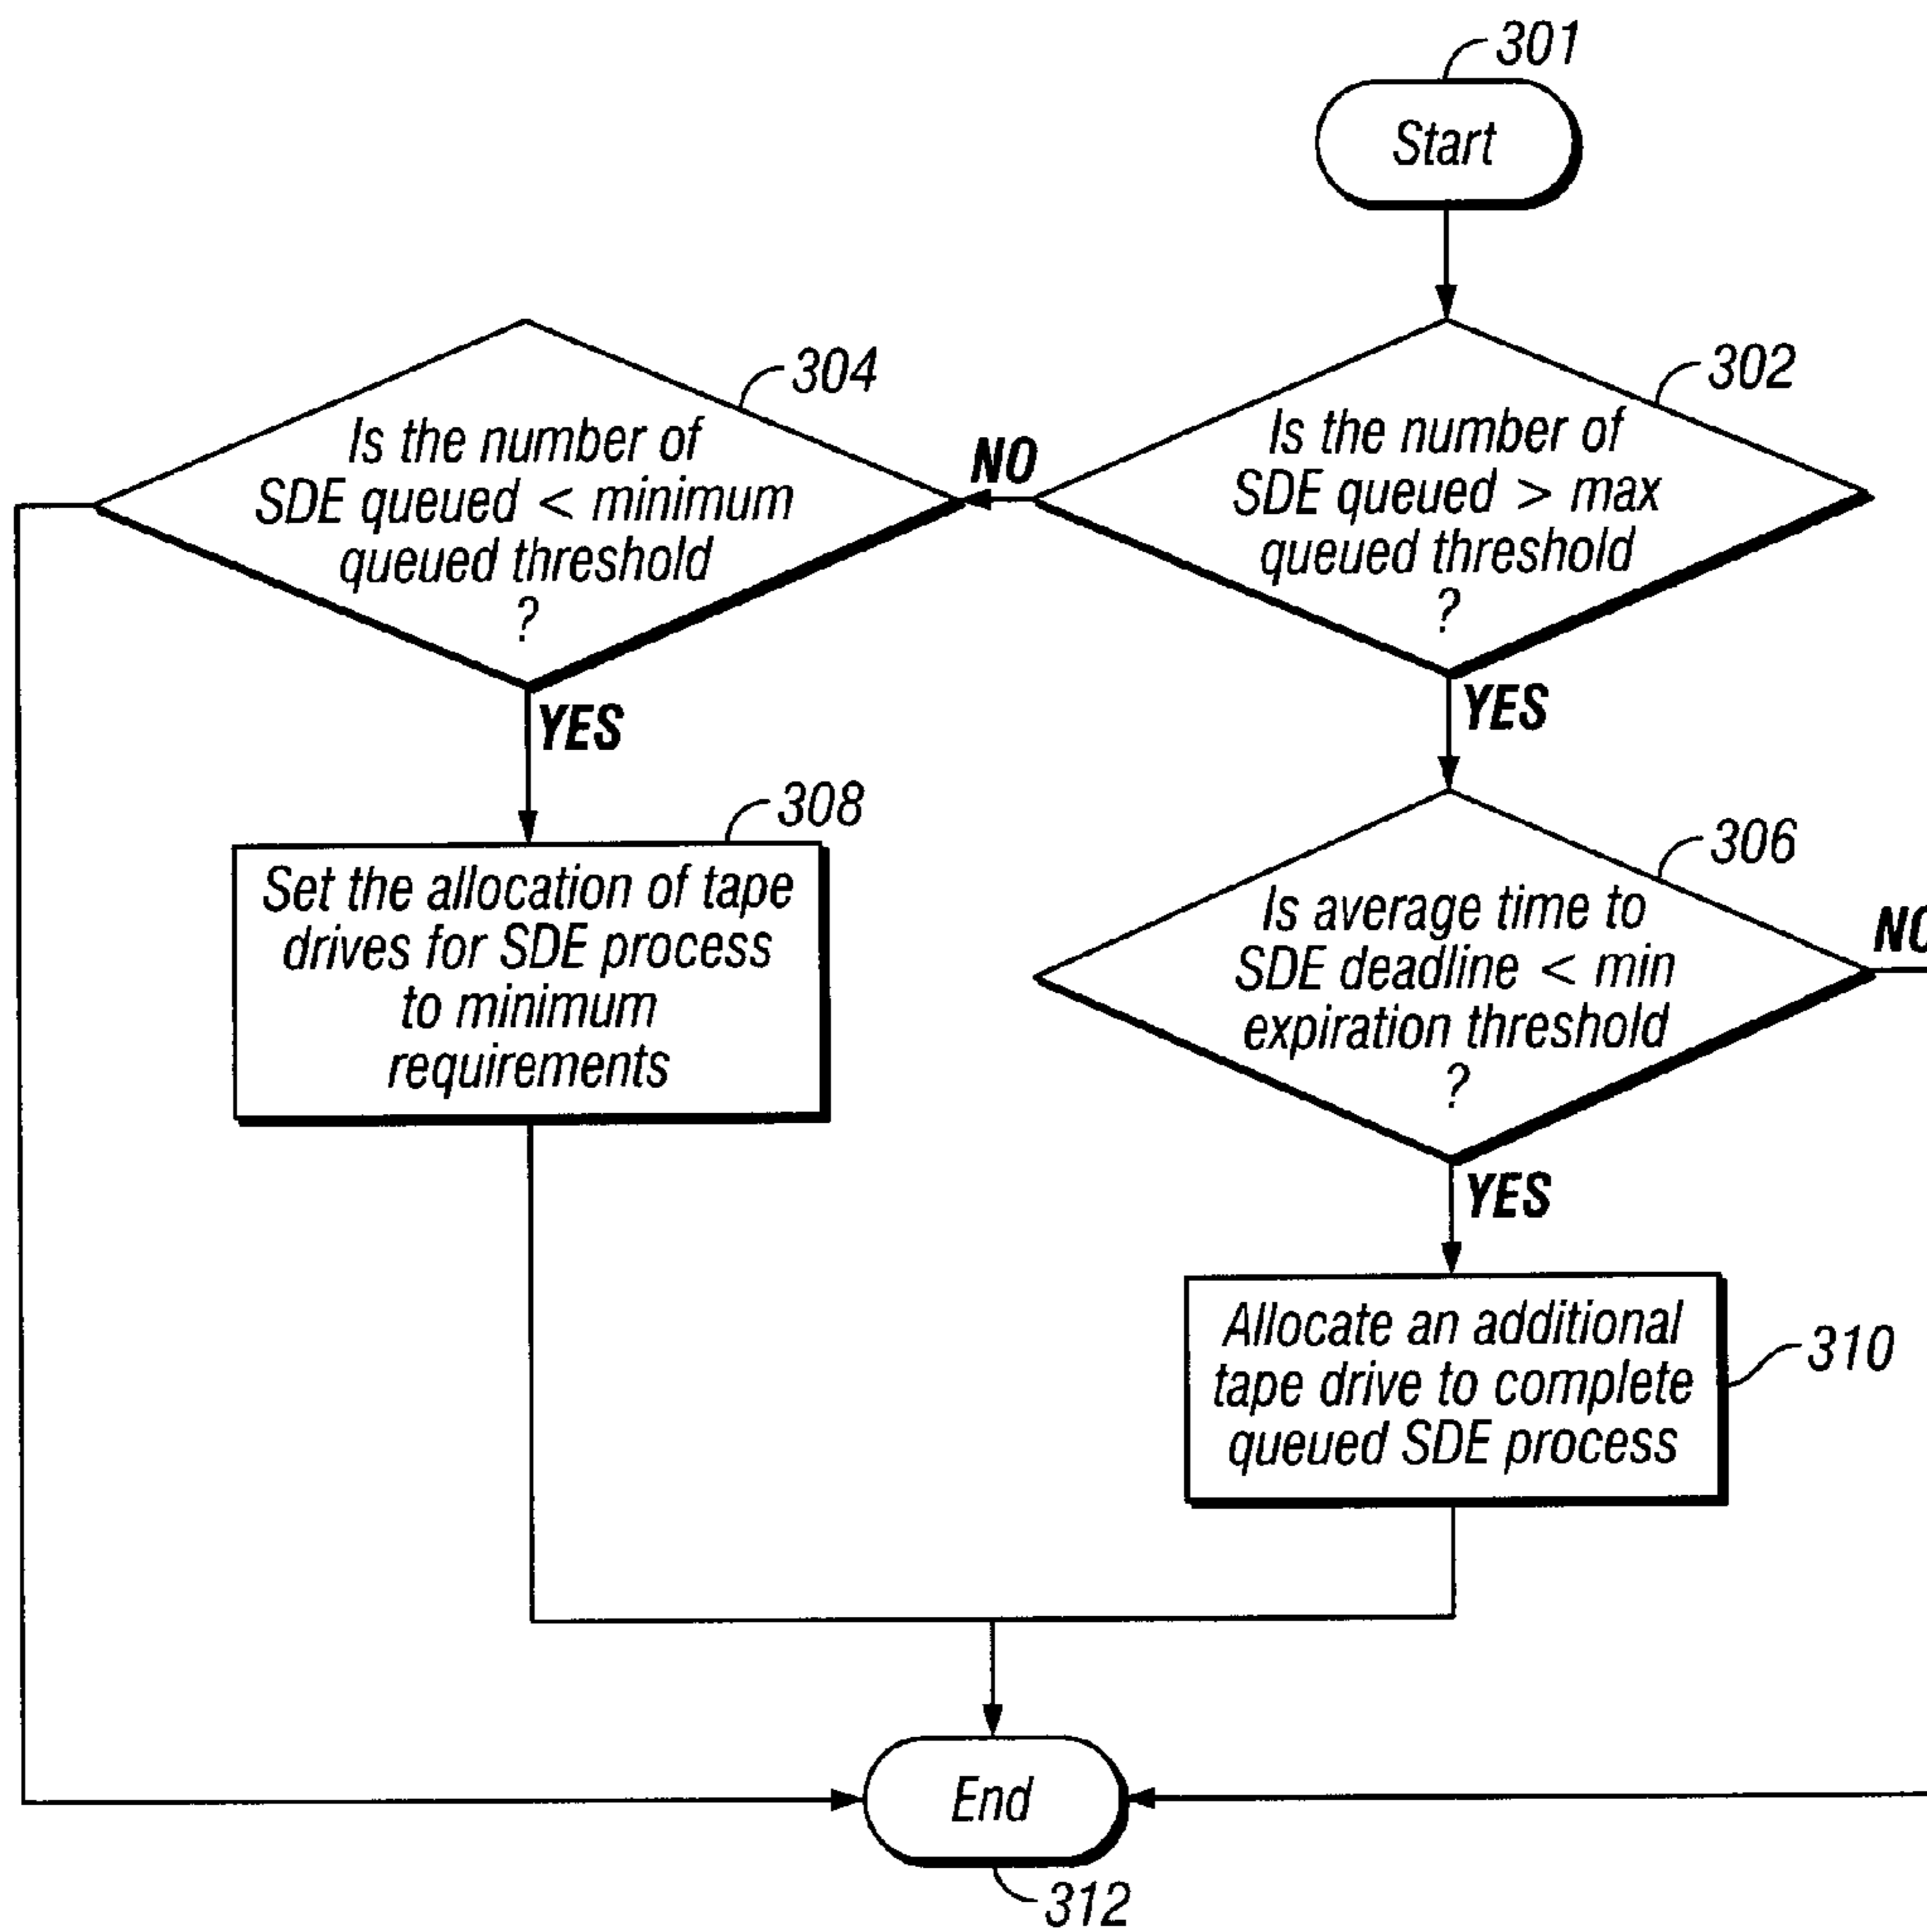 301
Start
304
Is the number of
SDE queued < minimum
queued threshold
?
NO
302
Is the number of
SDE queued > max
queued threshold
?
YES
YES
308
Set the allocation of tape
drives for SDE process
to minimum
requirements
306
Is average time to
SDE deadline < min
expiration threshold
?
NO
YES
Allocate an additional
tape drive to complete
queued SDE process
310
End
312